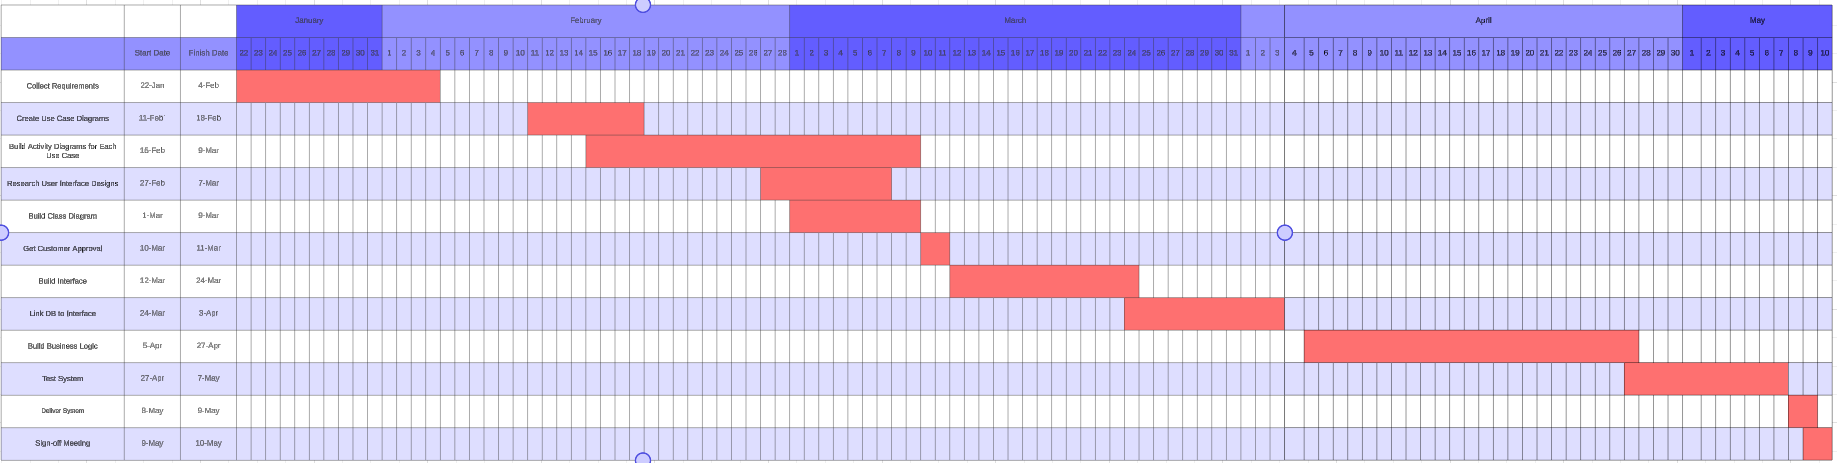 January February March April May
Start Date Finish Date 22 23 24 25 26 27 28 29 30 31 1 2 3 4 5 6 7 8 9 10 11 12 13 14 15 16 17 18 19 20 21 22 23 24 25 26 27 28 1 2 3 4 5 6 7 8 9 10 11 12 13 14 15 16 17 18 19 20 21 22 23 24 25 26 27 28 29 30 31 1 2 3 4 5 6 7 8 9 10 11 12 13 14 15 16 17 18 19 20 21 22 23 24 25 26 27 28 29 30 1 2 3 4 5 6 7 8 9 10
Collect Requirements 22-Jan 4-Feb
Create Use Case Diagrams 11-Feb 18-Feb
Build Activity Diagrams for Each
Use Case 15-Feb 9-Mar
Research User Interface Designs 27-Feb 7-Mar
Build Class Diagram 1-Mar 9-Mar
Get Customer Approval 10-Mar 11-Mar
Build Interface 12-Mar 24-Mar
Link DB to Interface 24-Mar 3-Apr
Build Business Logic 5-Apr 27-Apr
Test System 27-Apr 7-May
Deliver System 8-May 9-May
Sign-off Meeting 9-May 10-May